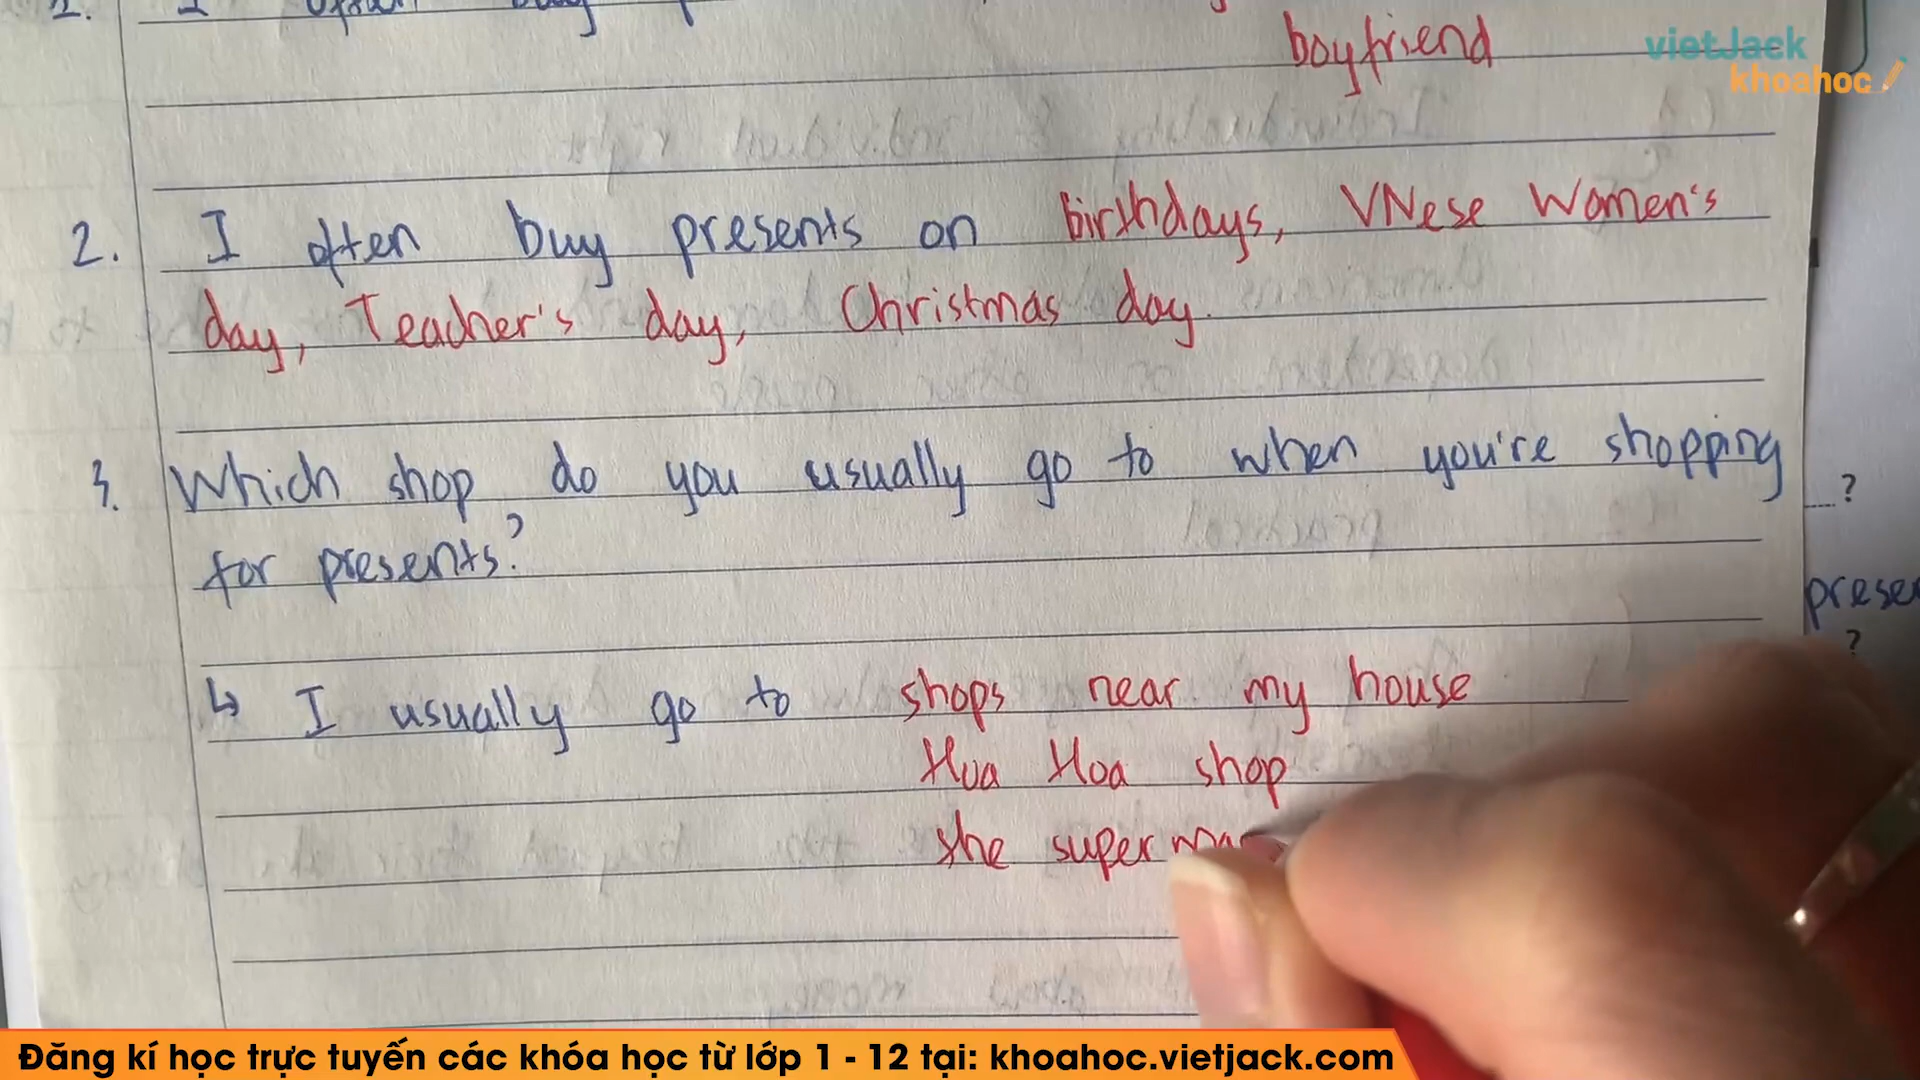 boyfriend
vietJack
khoahoc
2. I often buy presents on birthdays, VNese Women's
day, Teacher's day, Christmas day.
3. Which shop do you usually go to when you're shopping
for presents?
?
?
↳ I usually go to shops near my house
Hoa Hoa shop
the superma
Đăng kí học trực tuyến các khóa học từ lớp 1 - 12 tại: khoahoc.vietjack.com